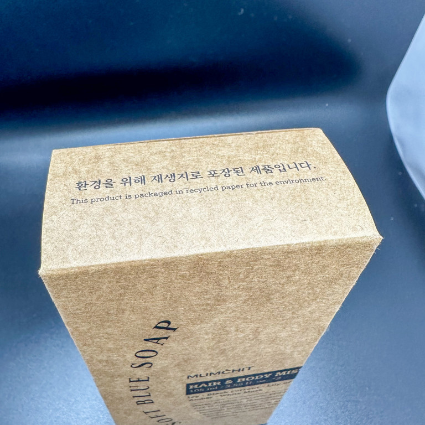 환경을 위해 재생지로 포장된 제품입니다.
This product is packaged in recycled paper for the environment.
SOFT BLUE SOAP
MUMCHIT
HAIR & BODY MIS